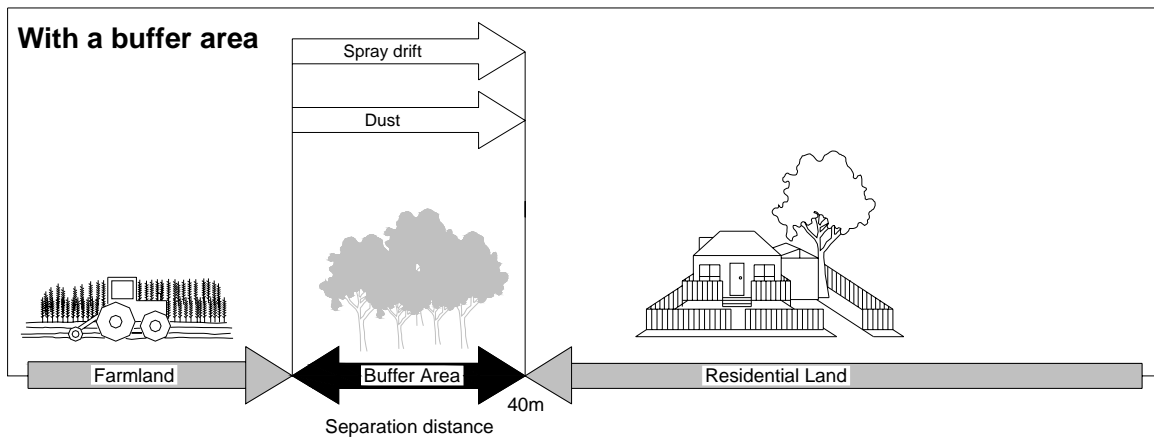 With a buffer area
Spray drift
Dust
Farmland
Buffer Area
Residential Land
40m
Separation distance